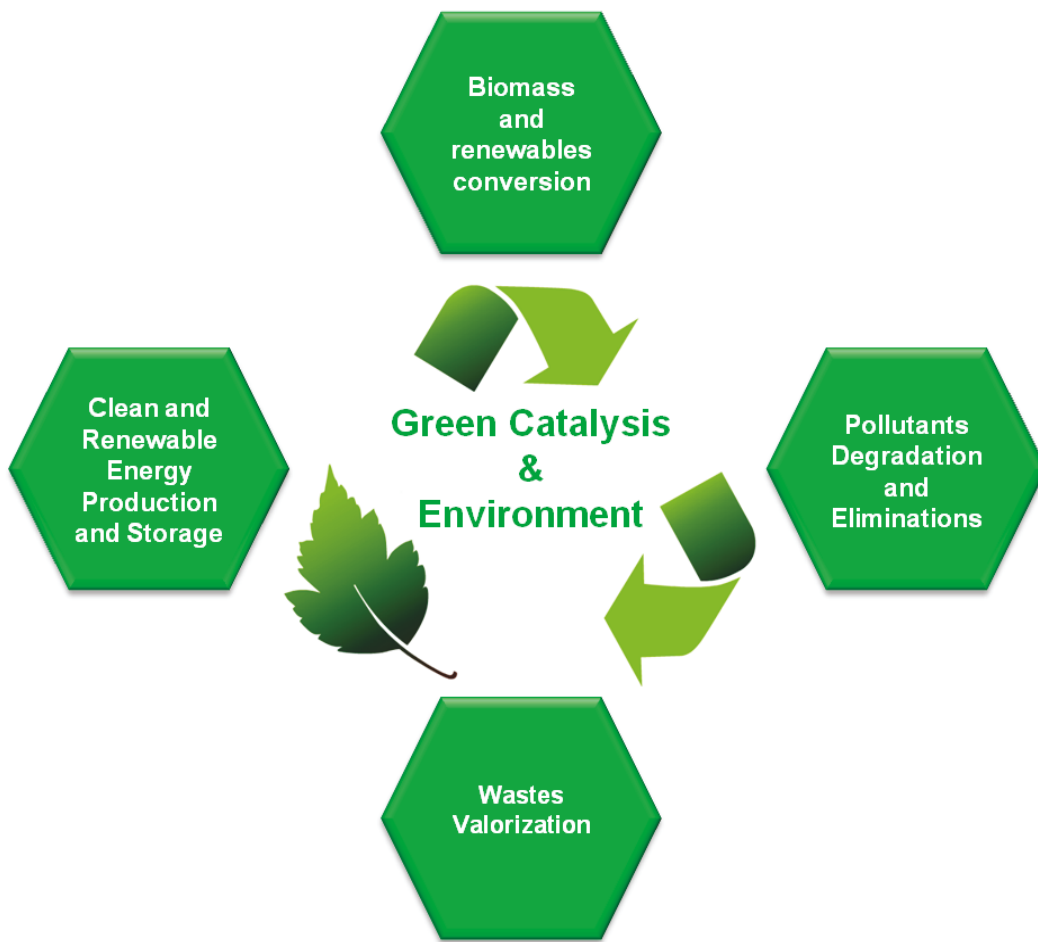 Biomass
and
renewables
conversion
Clean and
Renewable
Energy
Production
and Storage
Green Catalysis
&
Environment
Pollutants
Degradation
and
Eliminations
Wastes
Valorization